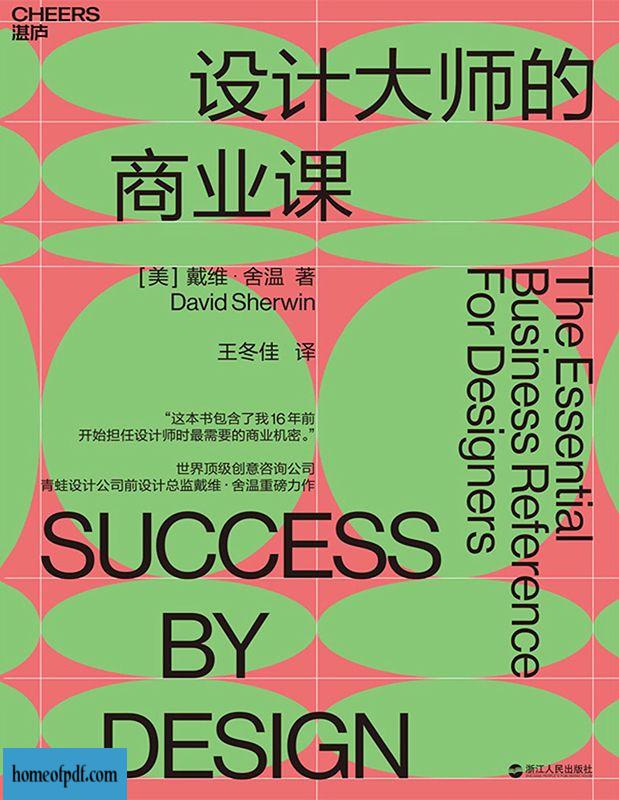 CHEERS
湛庐
设计大师的
商业课
[美] 戴维·舍温 著
David Sherwin
王冬佳 译
The Essential
Business Reference
For Designers
“这本书包含了我16年前
开始担任设计师时最需要的商业机密。”
世界顶级创意咨询公司
青蛙设计公司前设计总监戴维·舍温重磅力作
SUCCESS
BY
DESIGN
homeofpdf.com
浙江人民出版社